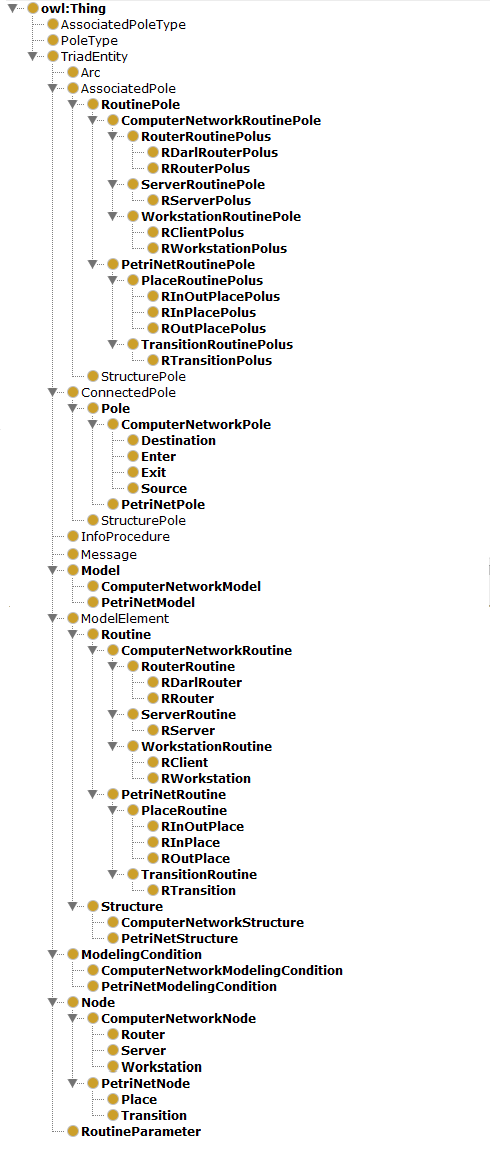 owl:Thing
AssociatedPoleType
PoleType
TriadEntity
Arc
AssociatedPole
RoutinePole
ComputerNetworkRoutinePole
RouterRoutinePolus
RDarlRouterPolus
RRouterPolus
ServerRoutinePole
RServerPolus
WorkstationRoutinePole
RClientPolus
RWorkstationPolus
PetriNetRoutinePole
PlaceRoutinePolus
RInOutPlacePolus
RInPlacePolus
ROutPlacePolus
TransitionRoutinePolus
RTransitionPolus
StructurePole
ConnectedPole
Pole
ComputerNetworkPole
Destination
Enter
Exit
Source
PetriNetPole
StructurePole
InfoProcedure
Message
Model
ComputerNetworkModel
PetriNetModel
ModelElement
Routine
ComputerNetworkRoutine
RouterRoutine
RDarlRouter
RRouter
ServerRoutine
RServer
WorkstationRoutine
RClient
RWorkstation
PetriNetRoutine
PlaceRoutine
RInOutPlace
RInPlace
ROutPlace
TransitionRoutine
RTransition
Structure
ComputerNetworkStructure
PetriNetStructure
ModelingCondition
ComputerNetworkModelingCondition
PetriNetModelingCondition
Node
ComputerNetworkNode
Router
Server
Workstation
PetriNetNode
Place
Transition
RoutineParameter